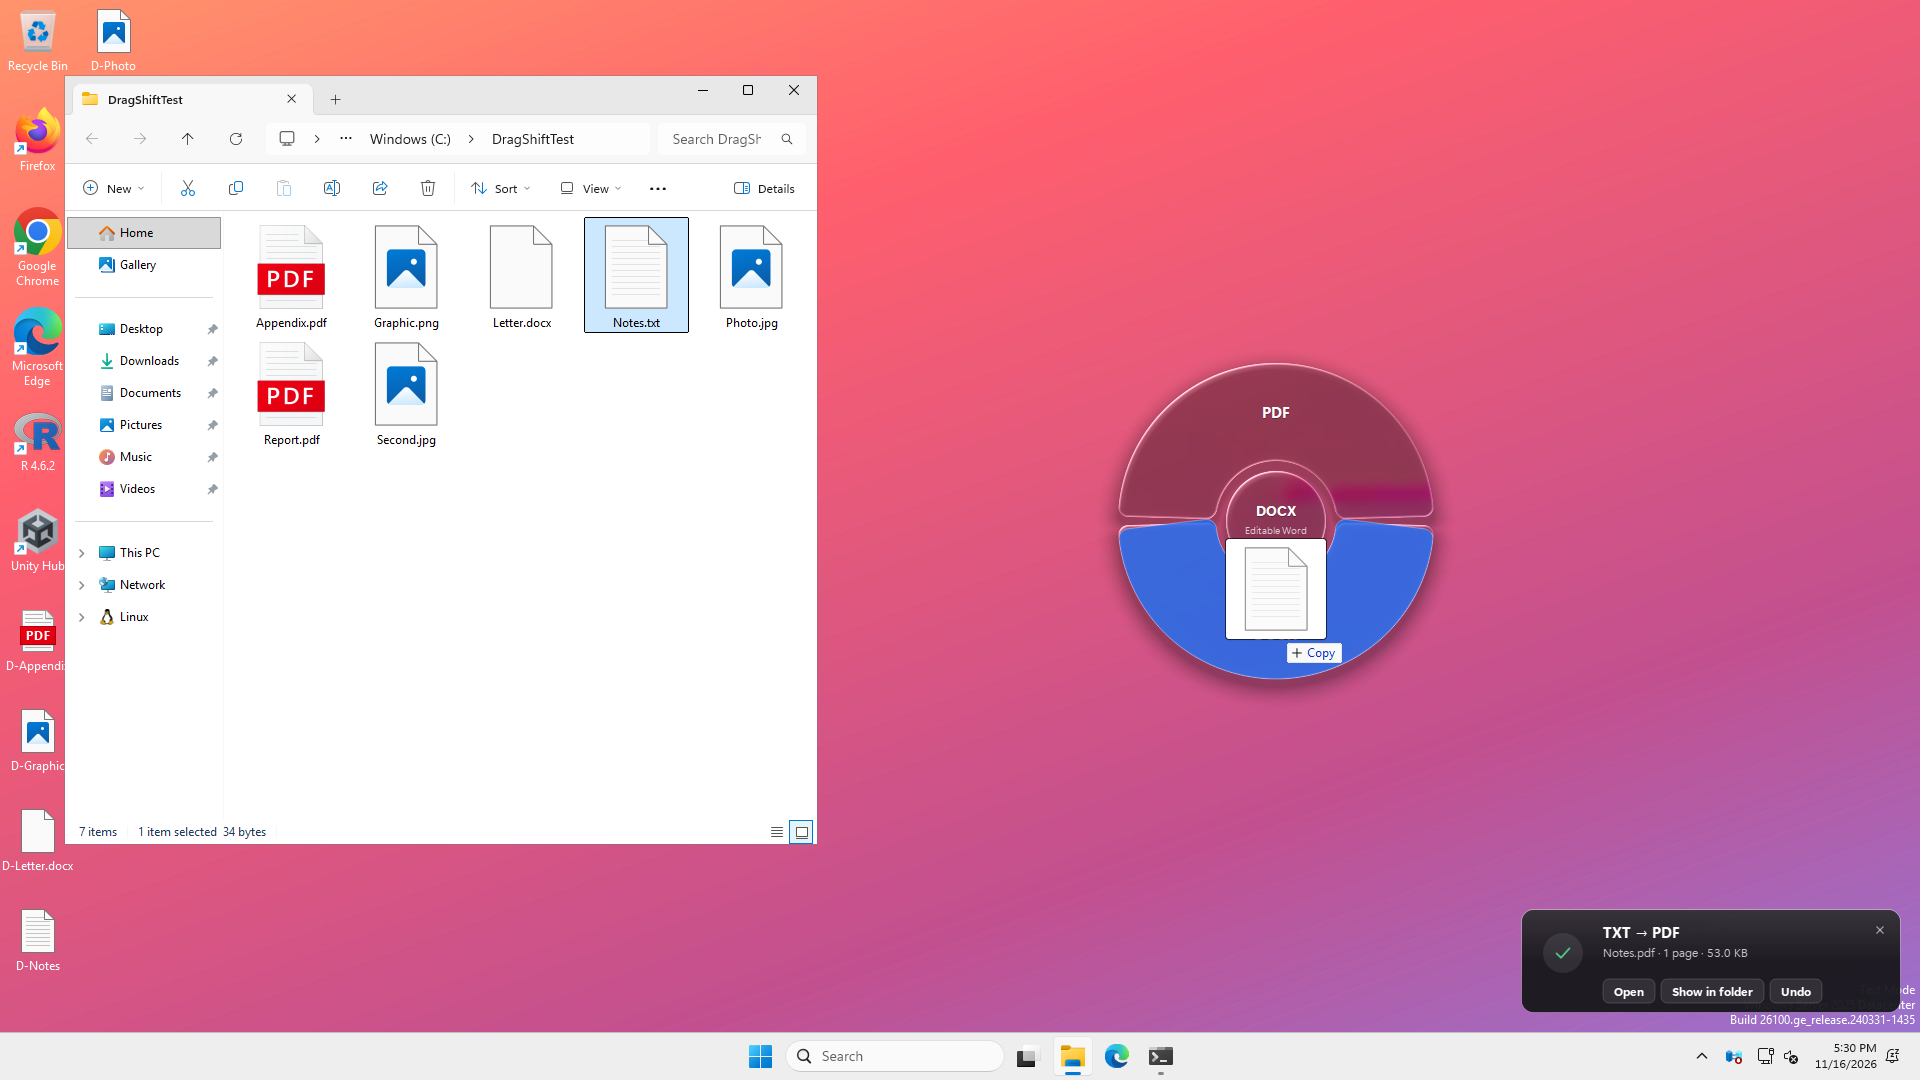 Recycle Bin
D-Photo
Firefox
Google
Chrome
Microsoft
Edge
R 4.6.2
Unity Hub
D-Appendi
D-Graphic
D-Letter.docx
D-Notes
DragShiftTest
Windows (C:)
DragShiftTest
Search DragSh
New
Sort
View
Details
Home
Gallery
Desktop
Downloads
Documents
Pictures
Music
Videos
This PC
Network
Linux
PDF
Appendix.pdf
Graphic.png
Letter.docx
Notes.txt
Photo.jpg
PDF
Report.pdf
Second.jpg
7 items
1 item selected 34 bytes
PDF
DOCX
Editable Word
+ Copy
TXT → PDF
Notes.pdf · 1 page · 53.0 KB
Open
Show in folder
Undo
Build 26100.ge_release.240331-1435
Search
5:30 PM
11/16/2026
PDF